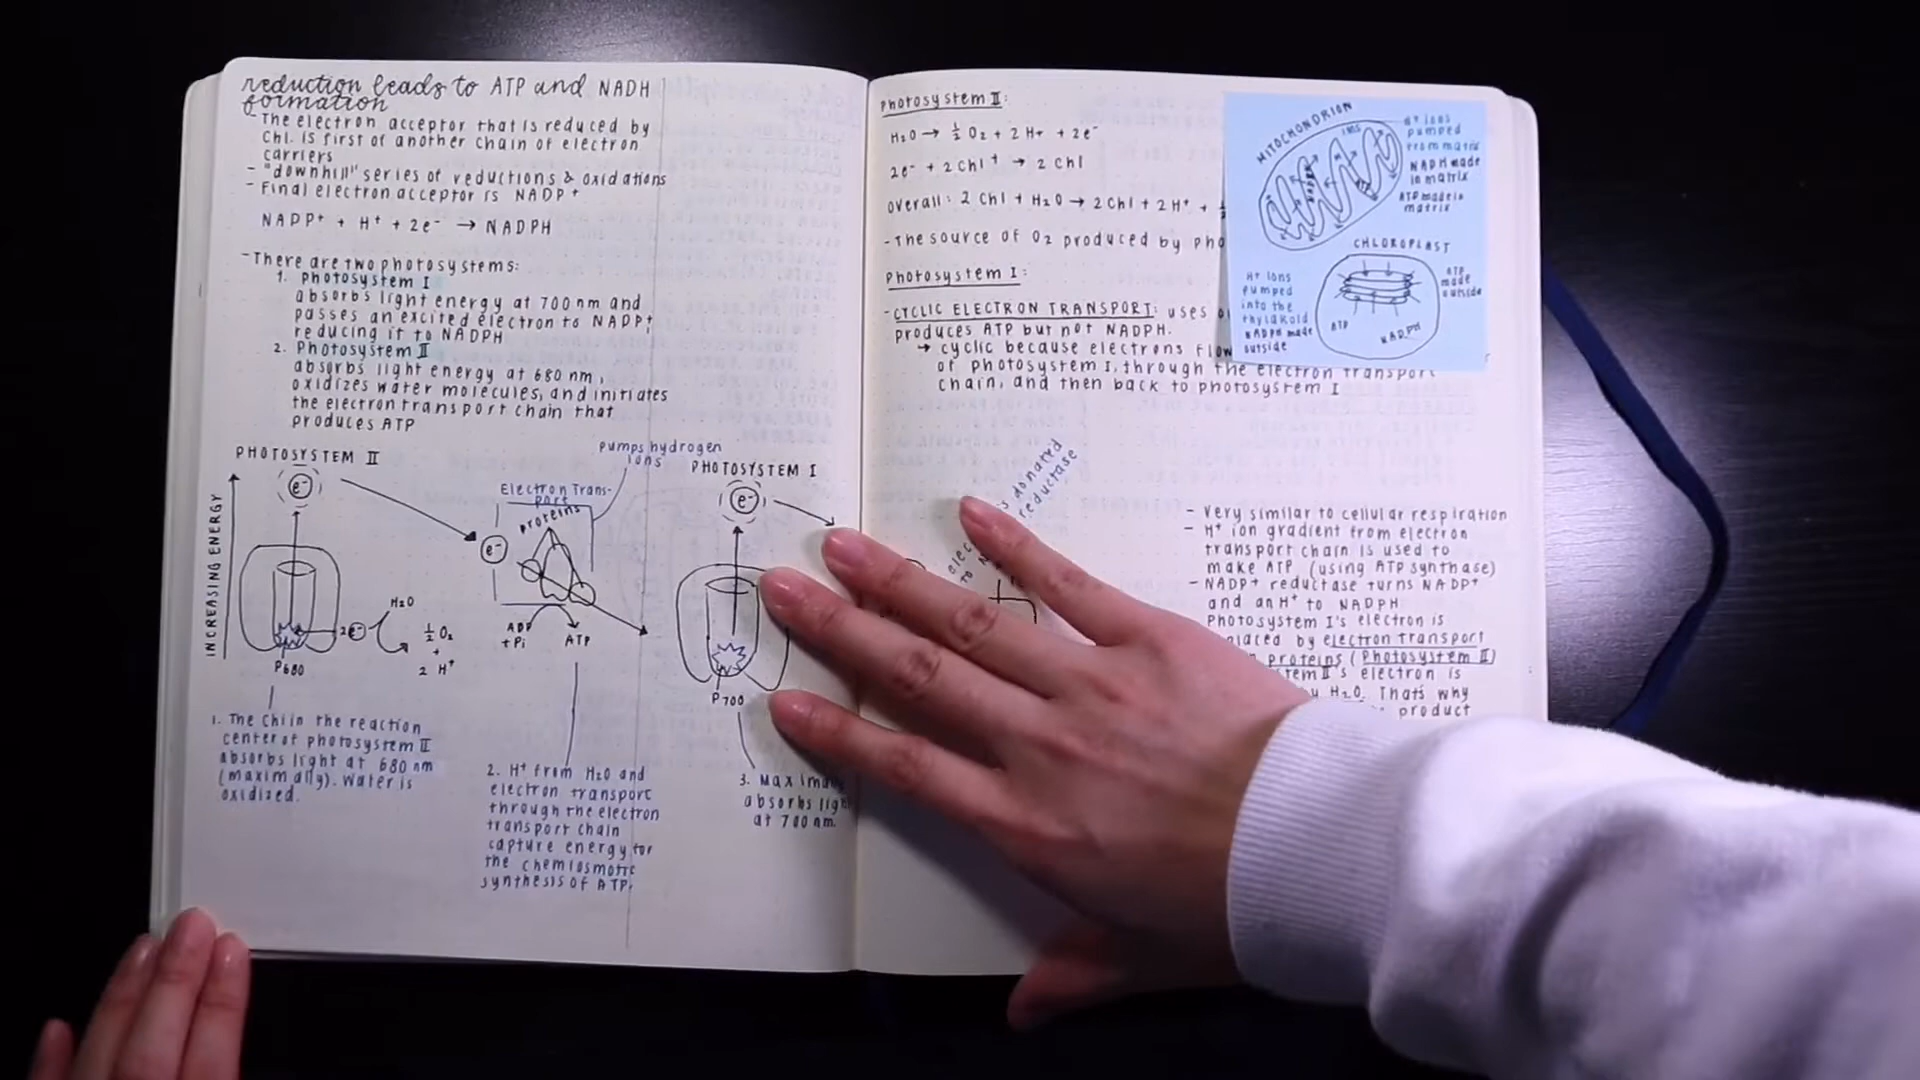 reduction leads to ATP and NADH
formation
- The electron acceptor that is reduced by
Chl. is first of another chain of electron
carriers
- "downhill" series of reductions & oxidations
- Final electron acceptor is NADP+
NADP+ + H+ + 2e- → NADPH
- There are two photosystems:
1. Photosystem I
absorbs light energy at 700 nm and
passes an excited electron to NADP+,
reducing it to NADPH
2. Photosystem II
absorbs light energy at 680 nm,
oxidizes water molecules, and initiates
the electron transport chain that
produces ATP
PHOTOSYSTEM II
INCREASING ENERGY
e-
2e-
H2O
½ O2
+
2 H+
P680
e-
Electron Trans-
port
proteins
pumps hydrogen
ions
ADP
+Pi
ATP
PHOTOSYSTEM I
e-
P700
1. The Chl in the reaction
center of photosystem II
absorbs light at 680 nm
(maximally). Water is
oxidized.
2. H+ from H2O and
electron transport
through the electron
transport chain
capture energy for
the chemiosmotic
synthesis of ATP.
3.
absorbs
at 700 nm.
Photosystem II:
H2O → ½ O2 + 2H+ + 2e-
2e- + 2 Chl+ → 2 Chl
overall: 2 Chl + H2O → 2 Chl + 2H+ +
- The source of O2 produced by
Photosystem I:
- CYCLIC ELECTRON TRANSPORT: uses
produces ATP but not NADPH.
→ cyclic because electrons
of photosystem I, through the electron transport
chain, and then back to photosystem I
MITOCHONDRION
IMS
H+ ions
pumped
from matrix
NADH made
in matrix
ATP made in
matrix
CHLOROPLAST
H+ ions
pumped
into the
thylakoid
NADPH made
outside
ATP
made
outside
ATP
NADPH
donated
reductase
- Very similar to cellular respiration
- H+ ion gradient from electron
transport chain is used to
make ATP (using ATP synthase)
- NADP+ reductase turns NADP+
and an H+ to NADPH
Photosystem I's electron is
by electron transport
proteins (Photosystem II)
II's electron is
H2O. That's why
product